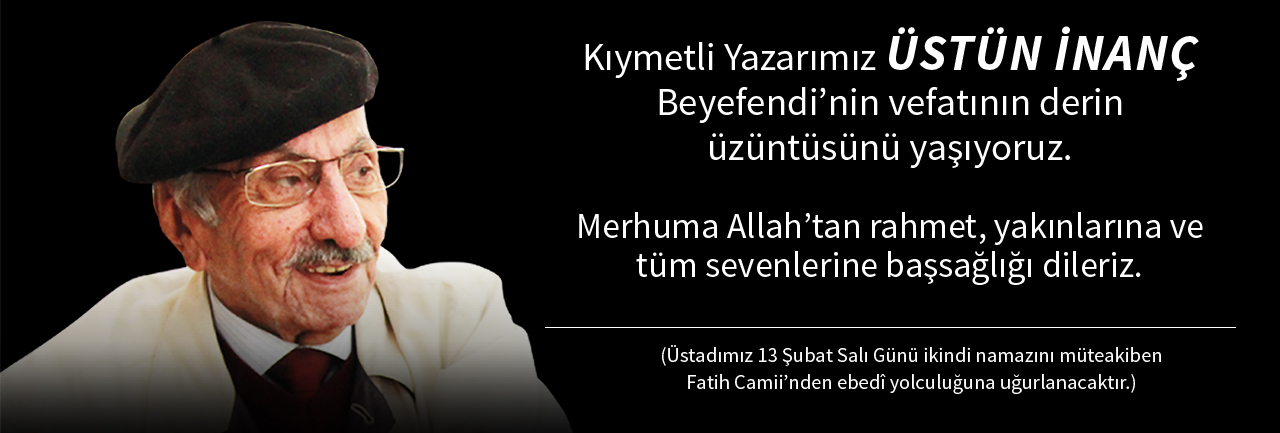 Kıymetli Yazarımız ÜSTÜN İNANÇ
Beyefendi’nin vefatının derin
üzüntüsünü yaşıyoruz.
Merhuma Allah’tan rahmet, yakınlarına ve
tüm sevenlerine başsağlığı dileriz.
(Üstadımız 13 Şubat Salı Günü ikindi namazını müteakiben
Fatih Camii’nden ebedî yolculuğuna uğurlanacaktır.)